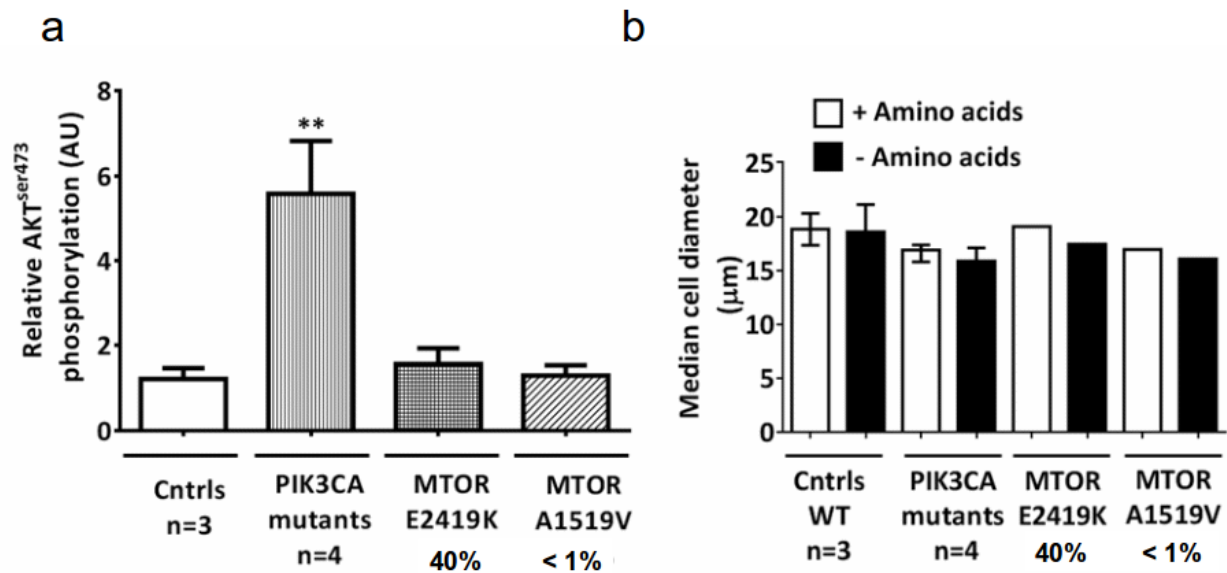 a
Relative AKTser473
phosphorylation (AU)
8
6
4
2
0
**
Cntrls
n=3
PIK3CA
mutants
n=4
MTOR
E2419K
40%
MTOR
A1519V
< 1%
b
+ Amino acids
- Amino acids
Median cell diameter
(μm)
25
20
15
10
5
0
Cntrls
WT
n=3
PIK3CA
mutants
n=4
MTOR
E2419K
40%
MTOR
A1519V
< 1%